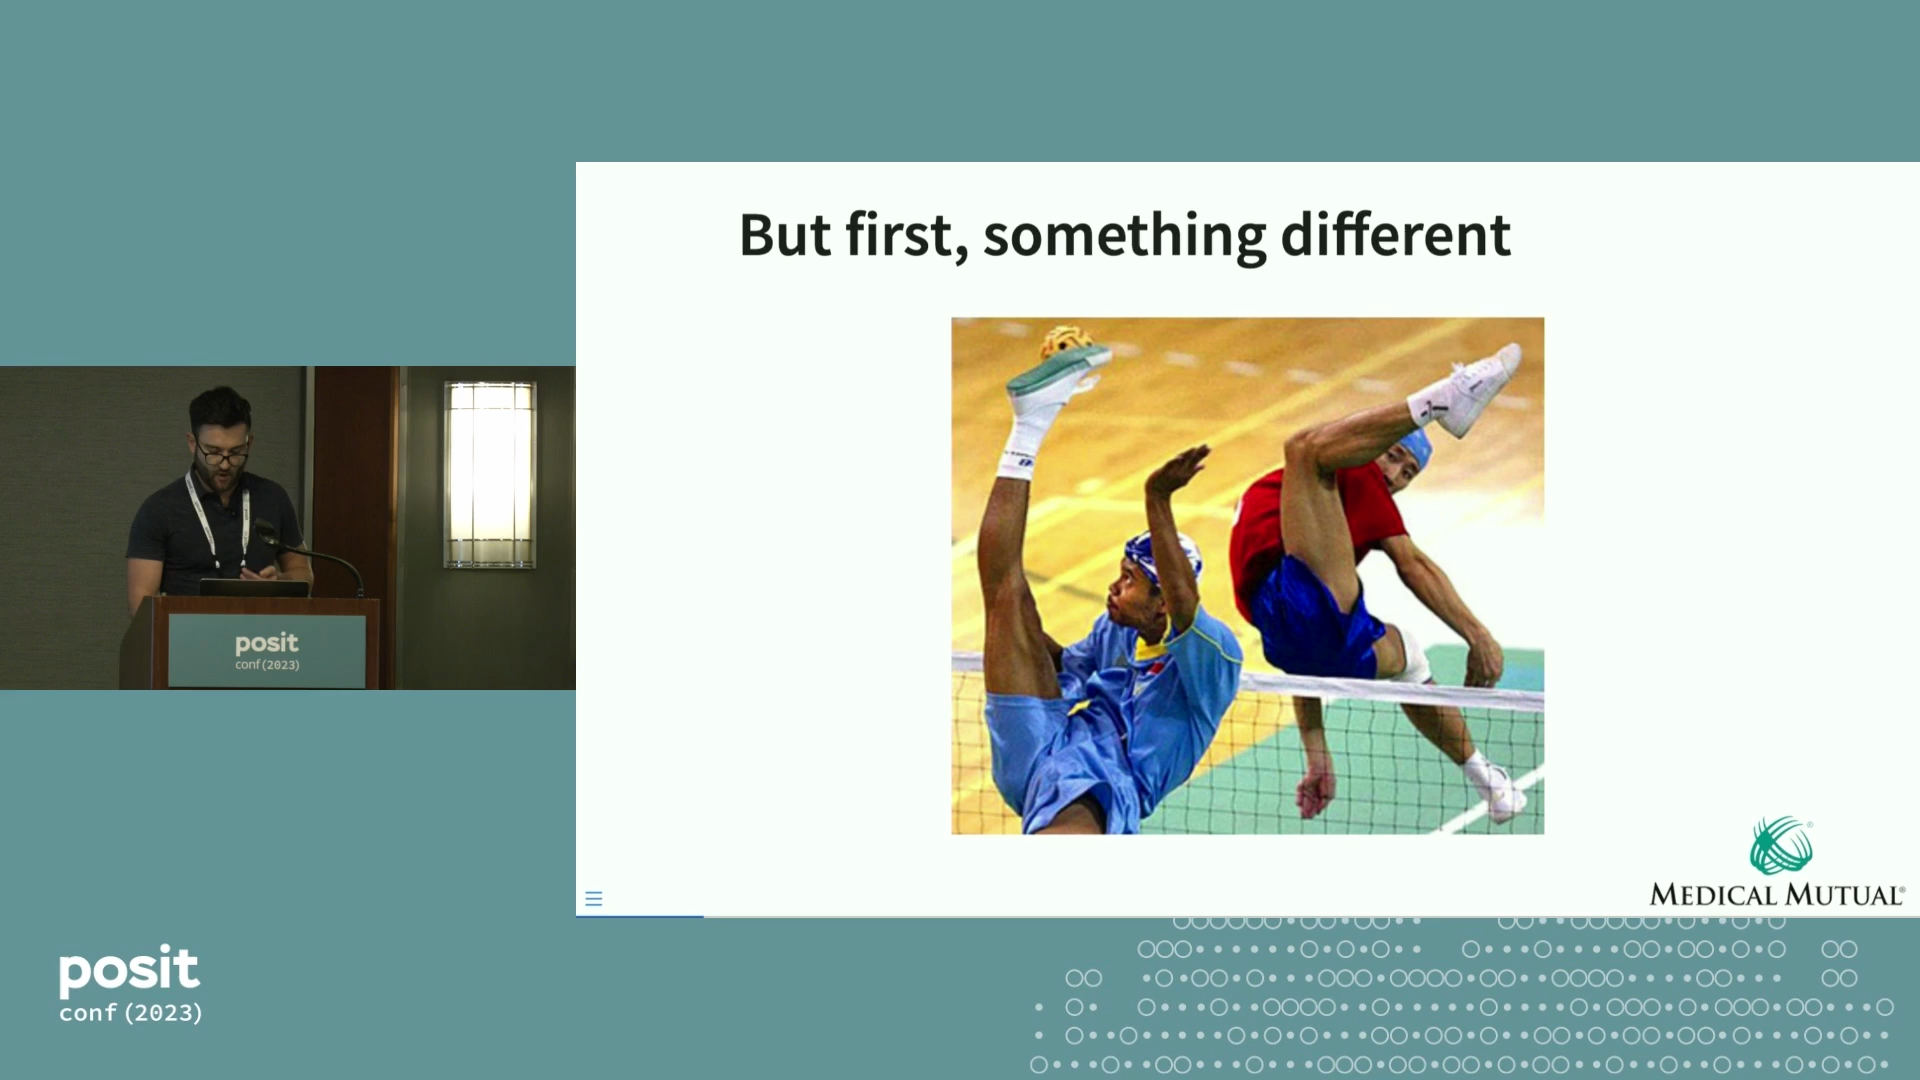 But first, something different
posit
conf(2023)
MEDICAL MUTUAL®
posit
conf(2023)